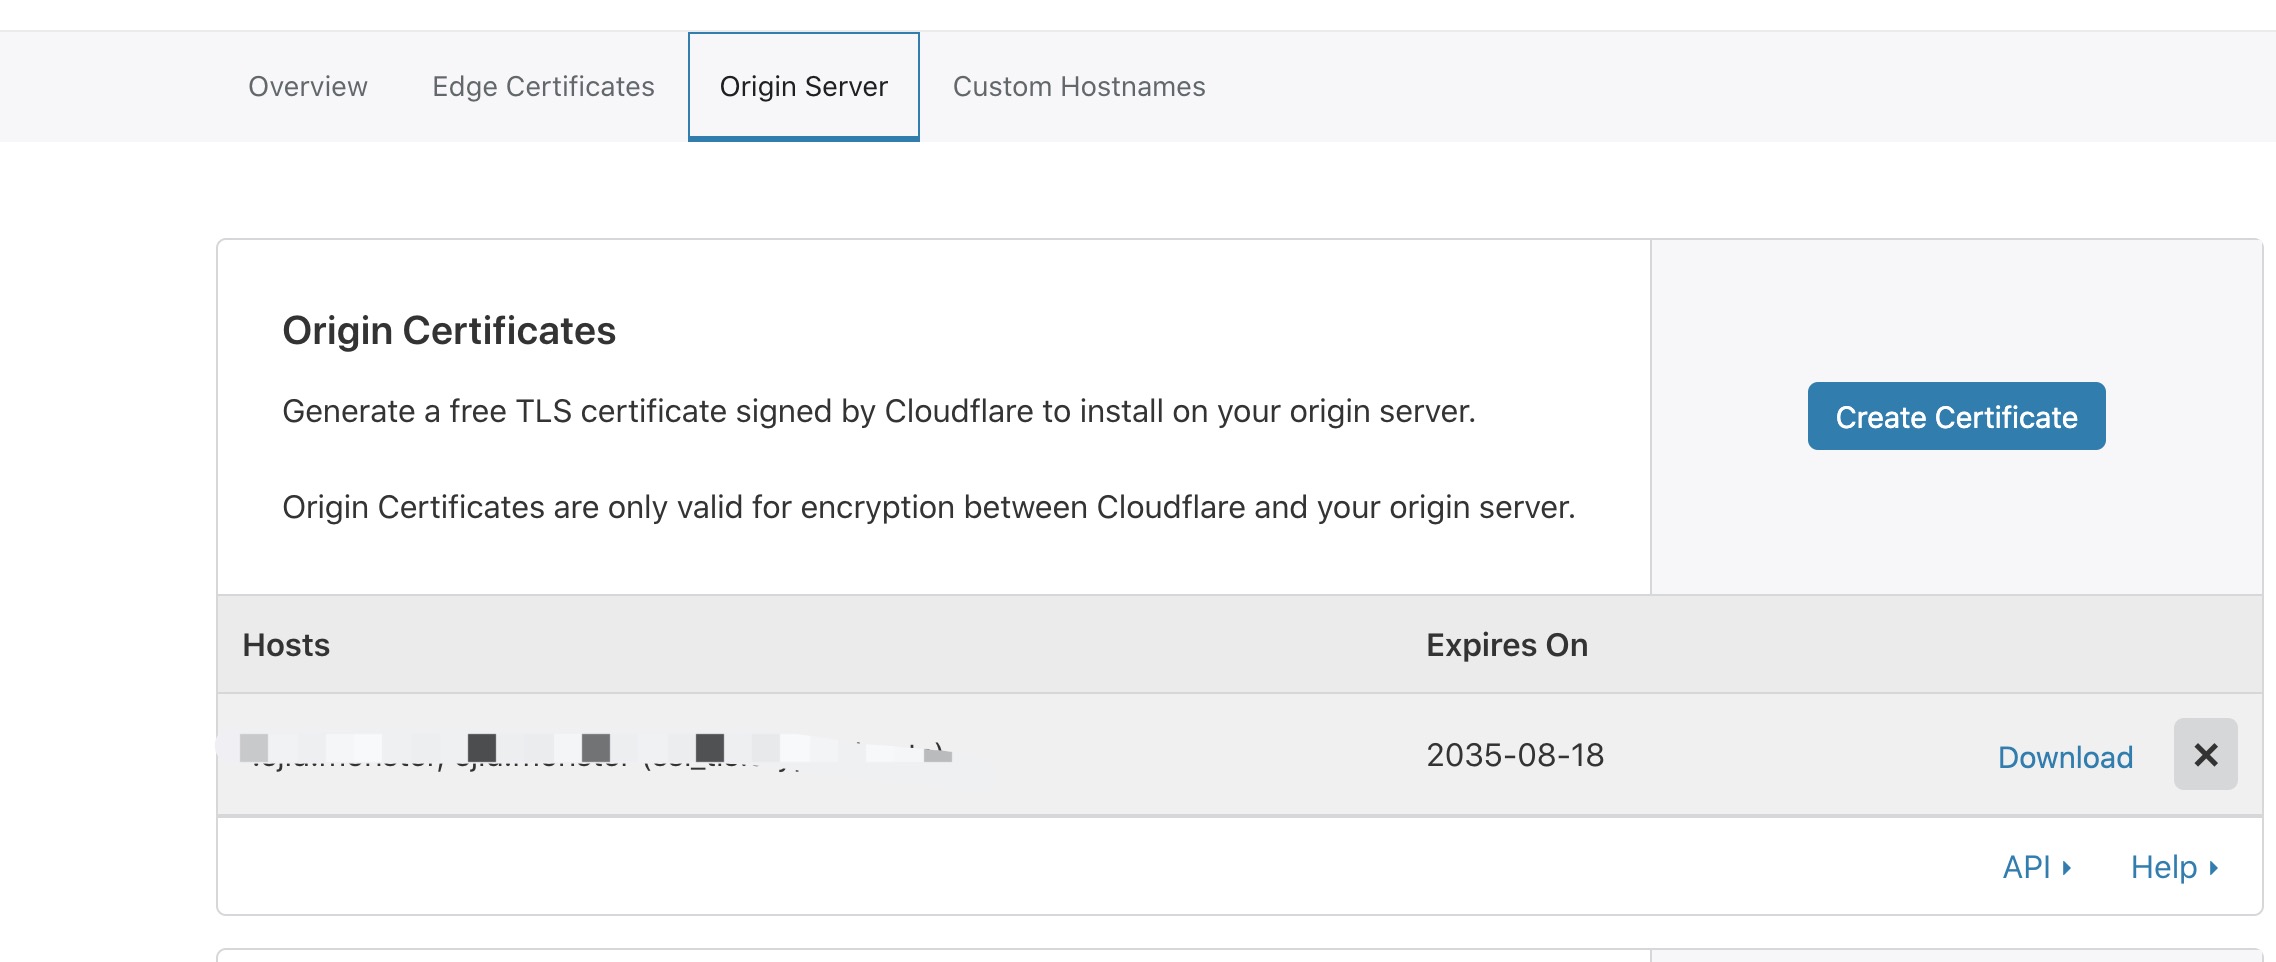 Overview Edge Certificates Origin Server Custom Hostnames
Origin Certificates
Generate a free TLS certificate signed by Cloudflare to install on your origin server.
Create Certificate
Origin Certificates are only valid for encryption between Cloudflare and your origin server.
Hosts Expires On
2035-08-18 Download
API Help